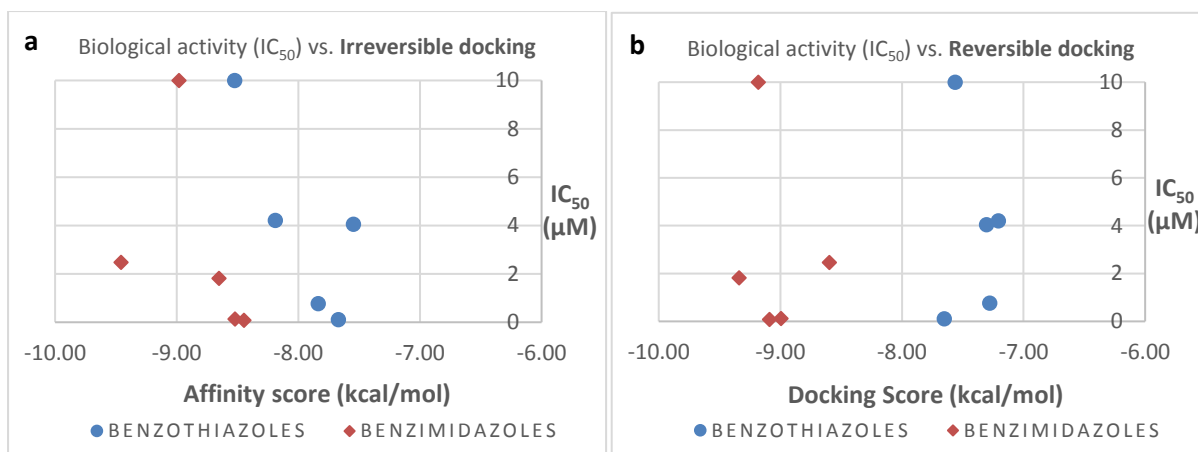 a
Biological activity (IC₅₀) vs. Irreversible docking
10
8
6
4
2
0
IC₅₀
(µM)
-10.00 -9.00 -8.00 -7.00 -6.00
Affinity score (kcal/mol)
BENZOTHIAZOLES BENZIMIDAZOLES
b
Biological activity (IC₅₀) vs. Reversible docking
10
8
6
4
2
0
IC₅₀
(µM)
-10.00 -9.00 -8.00 -7.00 -6.00
Docking Score (kcal/mol)
BENZOTHIAZOLES BENZIMIDAZOLES